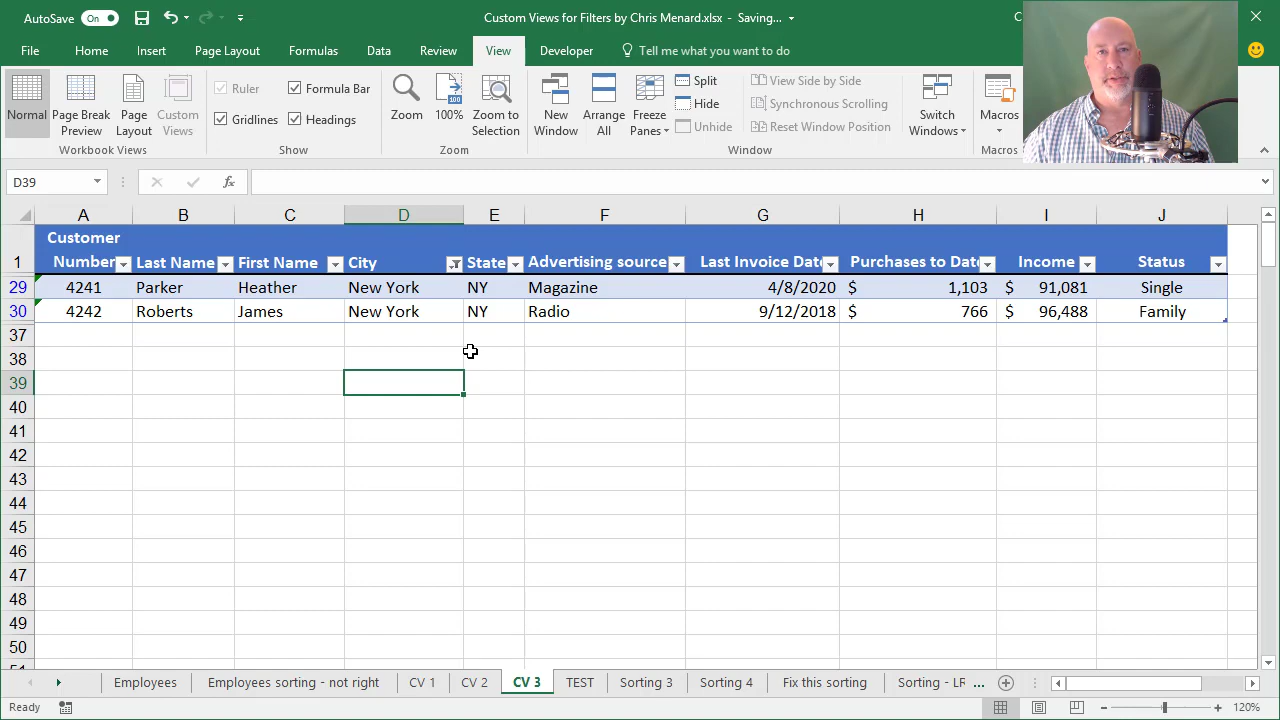 AutoSave On Custom Views for Filters by Chris Menard.xlsx - Saving... C
File Home Insert Page Layout Formulas Data Review View Developer Tell me what you want to do
Normal Page Break Preview Page Layout Custom Views
Ruler Formula Bar
Gridlines Headings
Zoom 100% Zoom to Selection
New Window Arrange All Freeze Panes
Split
Hide
Unhide
View Side by Side
Synchronous Scrolling
Reset Window Position
Switch Windows Macros
Workbook Views Show Zoom Window Macros
D39 fx
A B C D E F G H I J
1 Customer
Number Last Name First Name City State Advertising source Last Invoice Date Purchases to Date Income Status
29 4241 Parker Heather New York NY Magazine 4/8/2020 $ 1,103 $ 91,081 Single
30 4242 Roberts James New York NY Radio 9/12/2018 $ 766 $ 96,488 Family
37
38
39
40
41
42
43
44
45
46
47
48
49
50
51
Employees Employees sorting - not right CV 1 CV 2 CV 3 TEST Sorting 3 Sorting 4 Fix this sorting Sorting - LR ...
Ready 120%